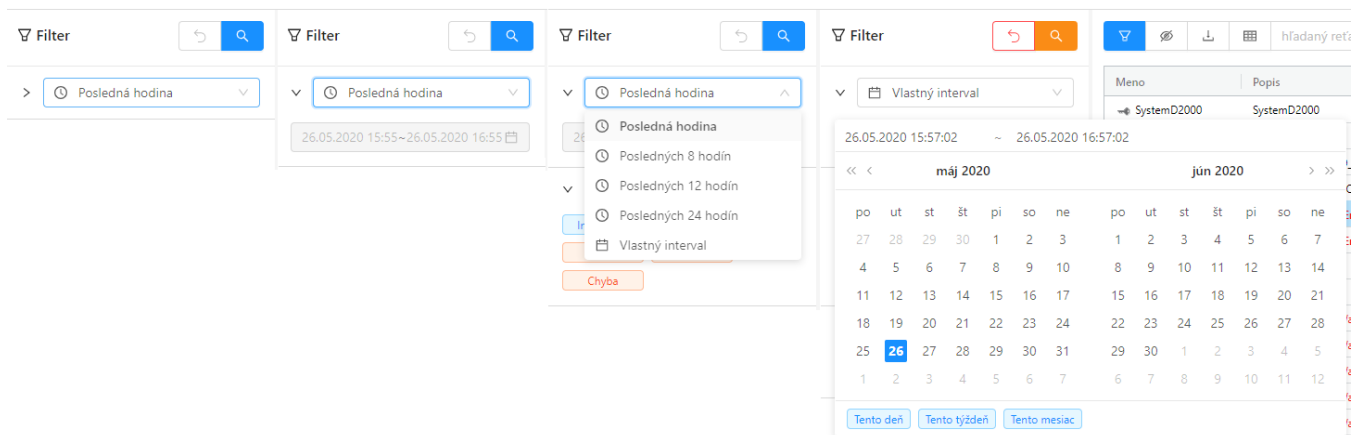 Filter
Posledná hodina
Filter
Posledná hodina
26.05.2020 15:55~26.05.2020 16:55
Filter
Posledná hodina
Posledná hodina
Posledných 8 hodín
Posledných 12 hodín
Posledných 24 hodín
Vlastný interval
Chyba
Filter
Vlastný interval
26.05.2020 15:57:02 ~ 26.05.2020 16:57:02
máj 2020
po ut st št pi so ne
27 28 29 30 1 2 3
4 5 6 7 8 9 10
11 12 13 14 15 16 17
18 19 20 21 22 23 24
25 26 27 28 29 30 31
1 2 3 4 5 6 7
jún 2020
po ut st št pi so ne
1 2 3 4 5 6 7
8 9 10 11 12 13 14
15 16 17 18 19 20 21
22 23 24 25 26 27 28
29 30 1 2 3 4 5
6 7 8 9 10 11 12
Tento deň Tento týždeň Tento mesiac
hľadaný
Meno Popis
SystemD2000 SystemD2000